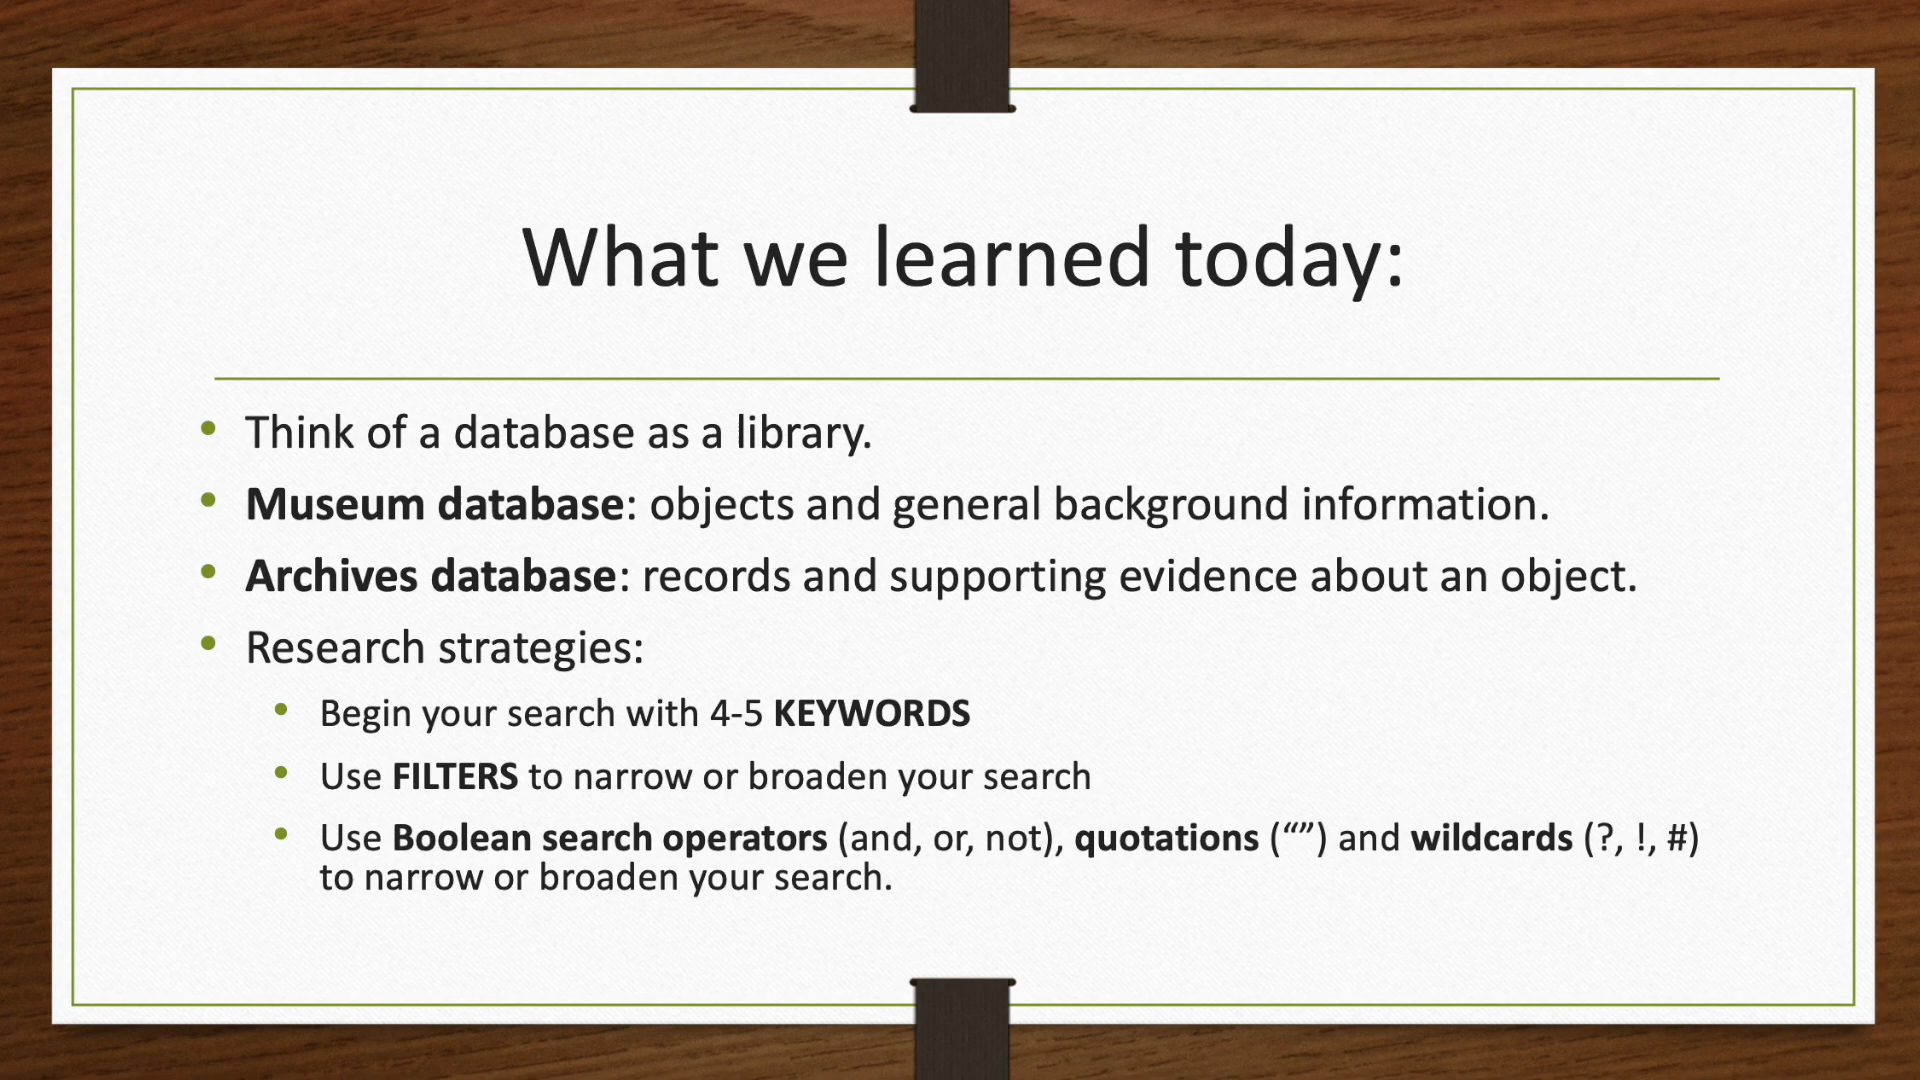 What we learned today:
• Think of a database as a library.
• Museum database: objects and general background information.
• Archives database: records and supporting evidence about an object.
• Research strategies:
• Begin your search with 4-5 KEYWORDS
• Use FILTERS to narrow or broaden your search
• Use Boolean search operators (and, or, not), quotations (“”) and wildcards (?, !, #)
to narrow or broaden your search.